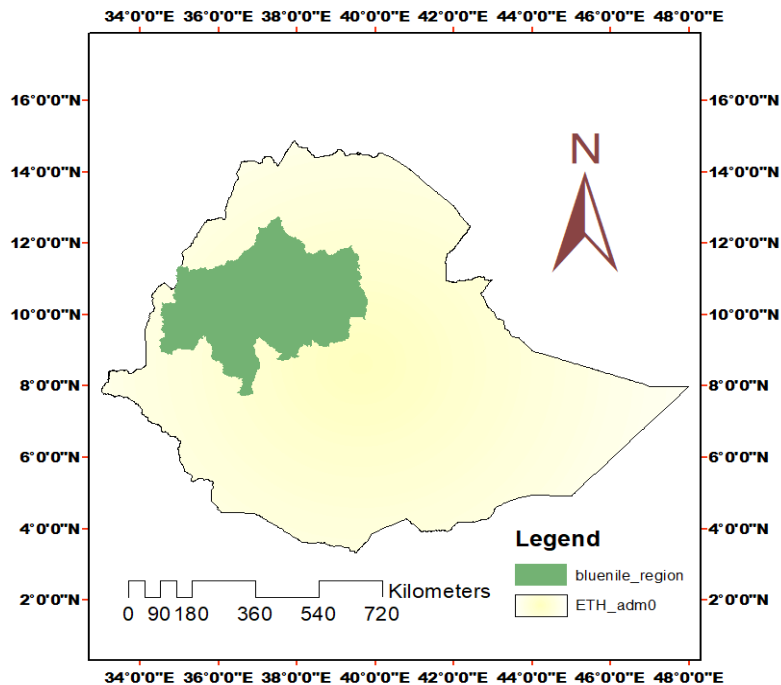 34°0'0"E 36°0'0"E 38°0'0"E 40°0'0"E 42°0'0"E 44°0'0"E 46°0'0"E 48°0'0"E
16°0'0"N 16°0'0"N
N
14°0'0"N 14°0'0"N
12°0'0"N 12°0'0"N
10°0'0"N 10°0'0"N
8°0'0"N 8°0'0"N
6°0'0"N 6°0'0"N
4°0'0"N 4°0'0"N
Legend
bluenile_region
Kilometers
2°0'0"N 2°0'0"N
ETH_adm0
0 90 180 360 540 720
34°0'0"E 36°0'0"E 38°0'0"E 40°0'0"E 42°0'0"E 44°0'0"E 46°0'0"E 48°0'0"E